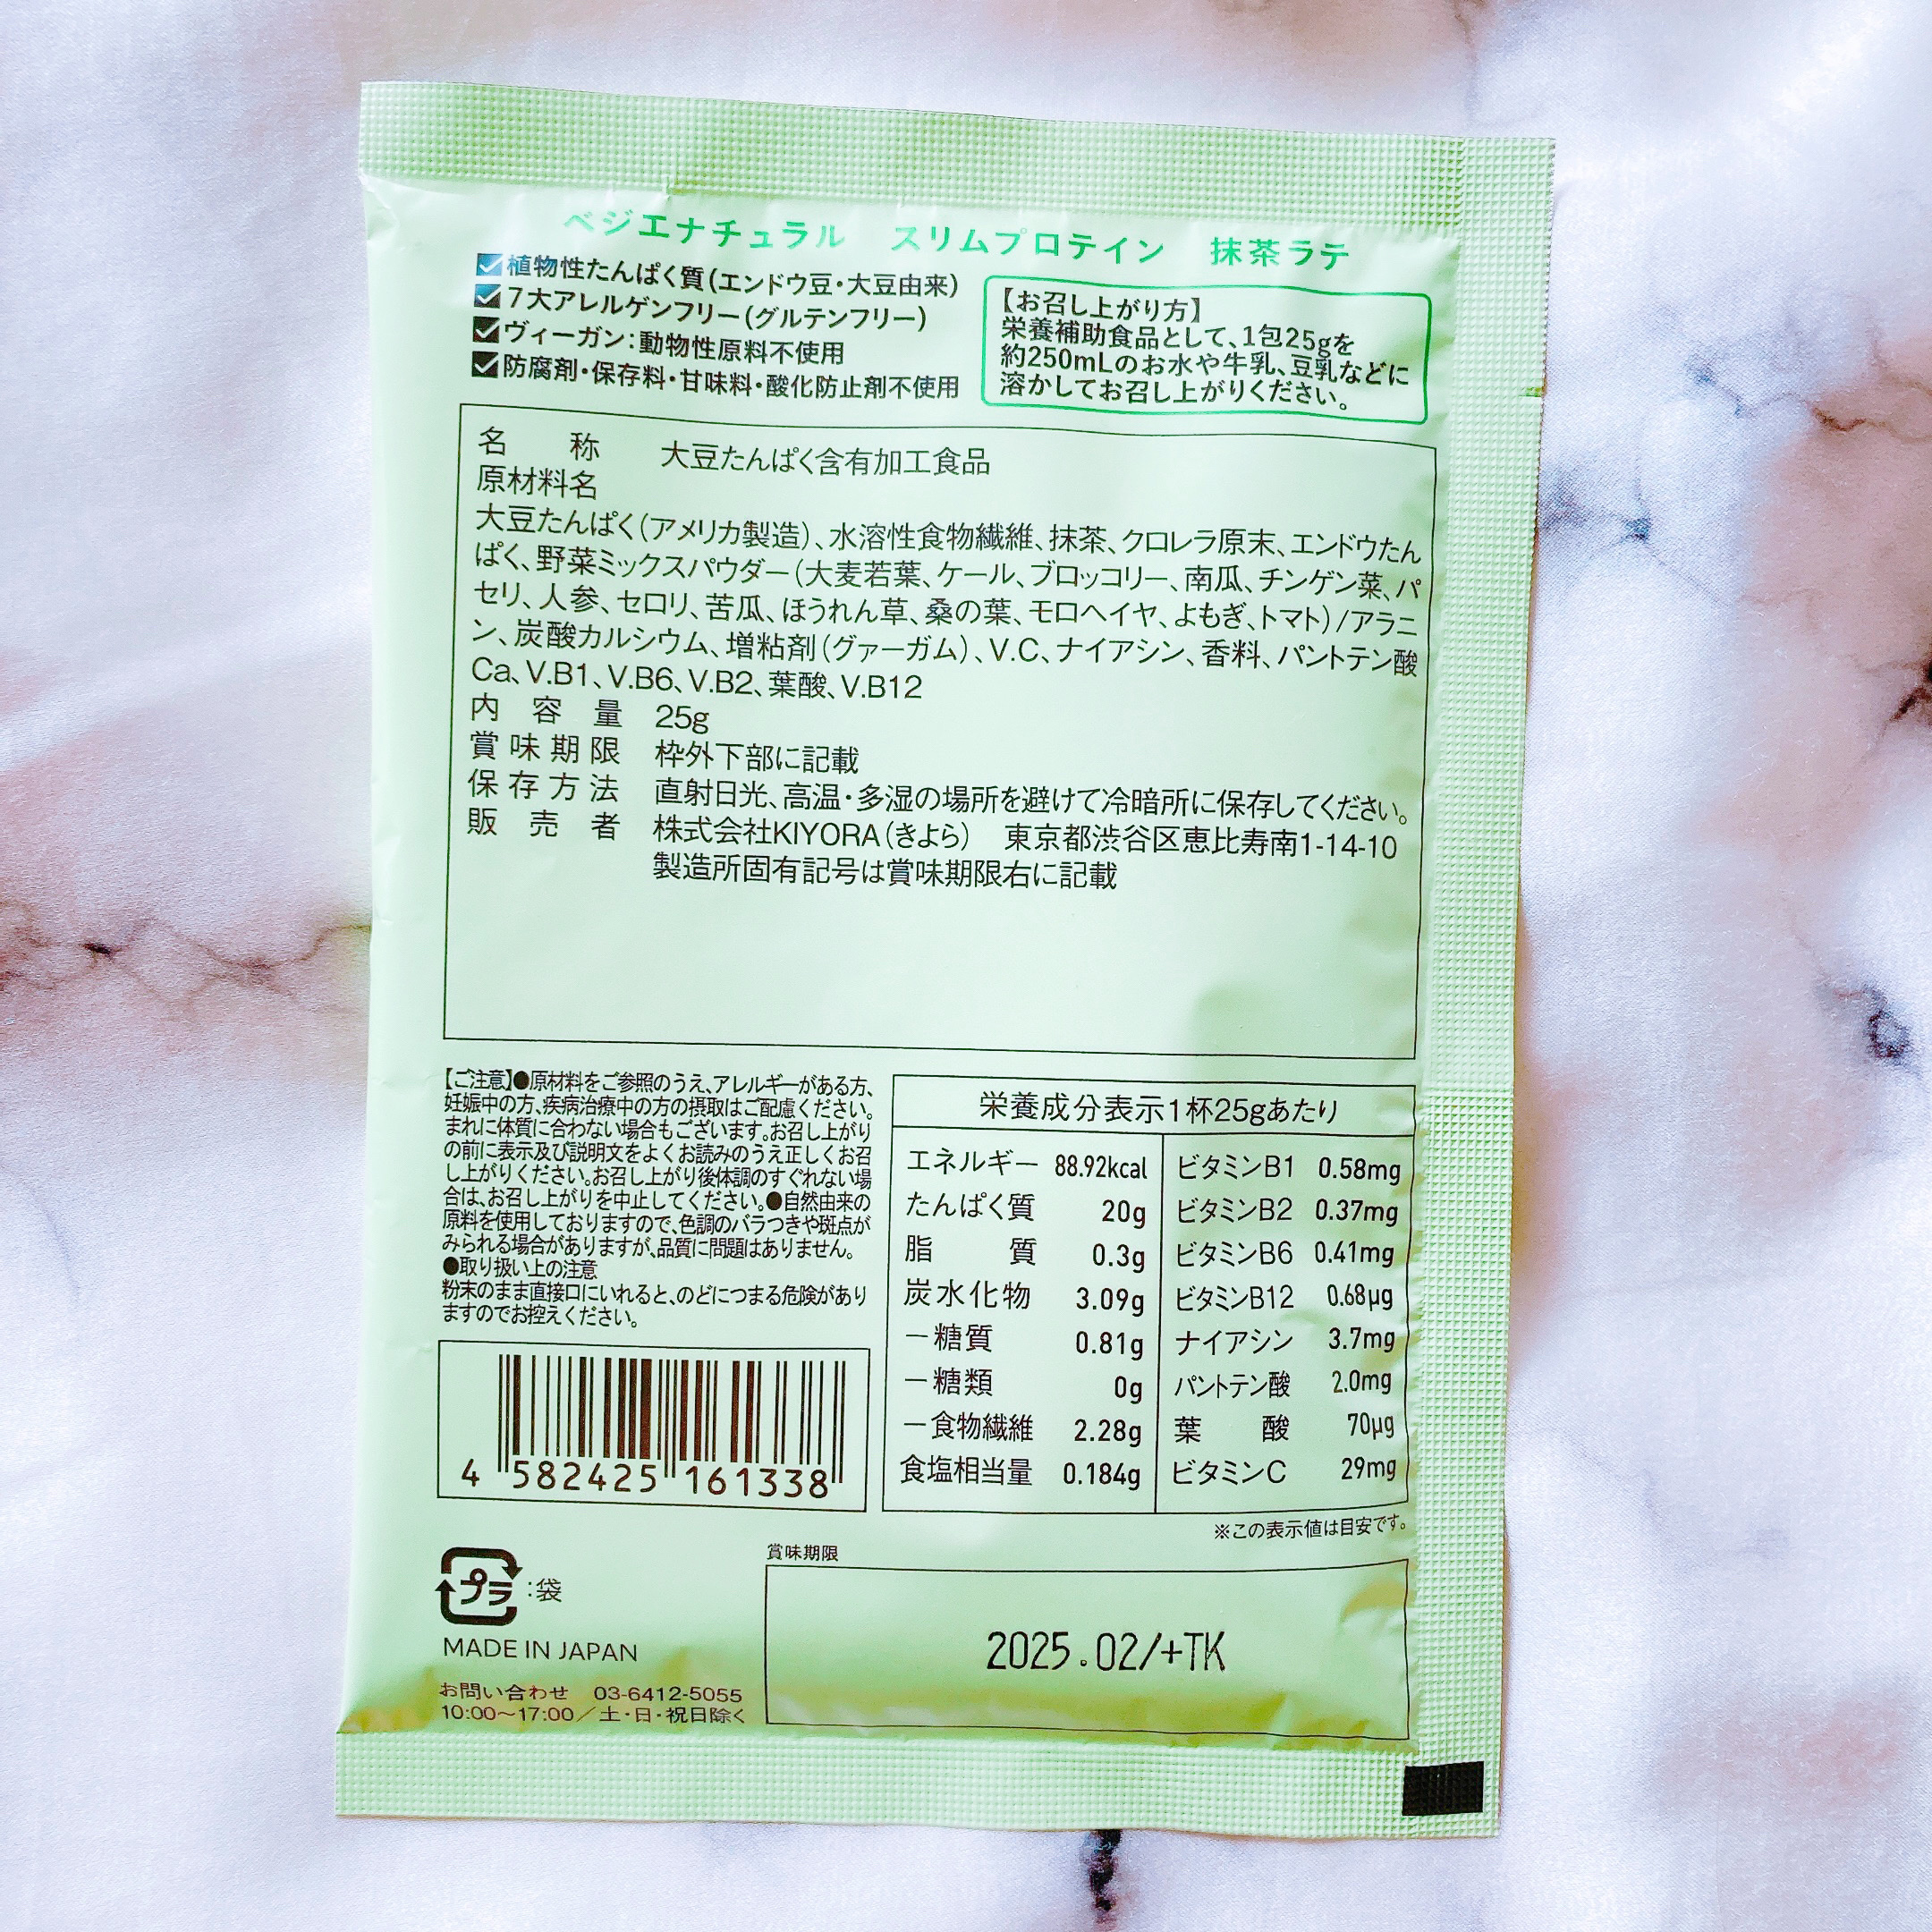 ベジエナチュラル　スリムプロテイン　抹茶ラテ
植物性たんぱく質(エンドウ豆・大豆由来)
7大アレルゲンフリー(グルテンフリー)
ヴィーガン:動物性原料不使用
防腐剤・保存料・甘味料・酸化防止剤不使用
【お召し上がり方】
栄養補助食品として、1包25gを
約250mLのお水や牛乳、豆乳などに
溶かしてお召し上がりください。
名称　大豆たんぱく含有加工食品
原材料名
大豆たんぱく(アメリカ製造)、水溶性食物繊維、抹茶、クロレラ原末、エンドウたん
ぱく、野菜ミックスパウダー(大麦若葉、ケール、ブロッコリー、南瓜、チンゲン菜、パ
セリ、人参、セロリ、苦瓜、ほうれん草、桑の葉、モロヘイヤ、よもぎ、トマト)/アラニ
ン、炭酸カルシウム、増粘剤(グァーガム)、V.C、ナイアシン、香料、パントテン酸
Ca、V.B1、V.B6、V.B2、葉酸、V.B12
内容量　25g
賞味期限　枠外下部に記載
保存方法　直射日光、高温・多湿の場所を避けて冷暗所に保存してください。
販売者　株式会社KIYORA(きよら)　東京都渋谷区恵比寿南1-14-10
製造所固有記号は賞味期限右に記載
【ご注意】●原材料をご参照のうえ、アレルギーがある方、
妊娠中の方、疾病治療中の方の摂取はご配慮ください。
まれに体質に合わない場合もございます。お召し上がり
の前に表示及び説明文をよくお読みのうえ正しくお召
し上がりください。お召し上がり後体調のすぐれない場
合は、お召し上がりを中止してください。●自然由来の
原料を使用しておりますので、色調のバラつきや斑点が
みられる場合がありますが、品質に問題はありません。
●取り扱い上の注意
粉末のまま直接口にいれると、のどにつまる危険があり
ますのでお控えください。
栄養成分表示1杯25gあたり
エネルギー 88.92kcal
たんぱく質 20g
脂質 0.3g
炭水化物 3.09g
ー糖質 0.81g
ー糖類 0g
ー食物繊維 2.28g
食塩相当量 0.184g
ビタミンB1 0.58mg
ビタミンB2 0.37mg
ビタミンB6 0.41mg
ビタミンB12 0.68μg
ナイアシン 3.7mg
パントテン酸 2.0mg
葉酸 70μg
ビタミンC 29mg
※この表示値は目安です。
4 582425 161338
プラ :袋
MADE IN JAPAN
お問い合わせ　03-6412-5055
10:00〜17:00/土・日・祝日除く
賞味期限
2025.02/+TK